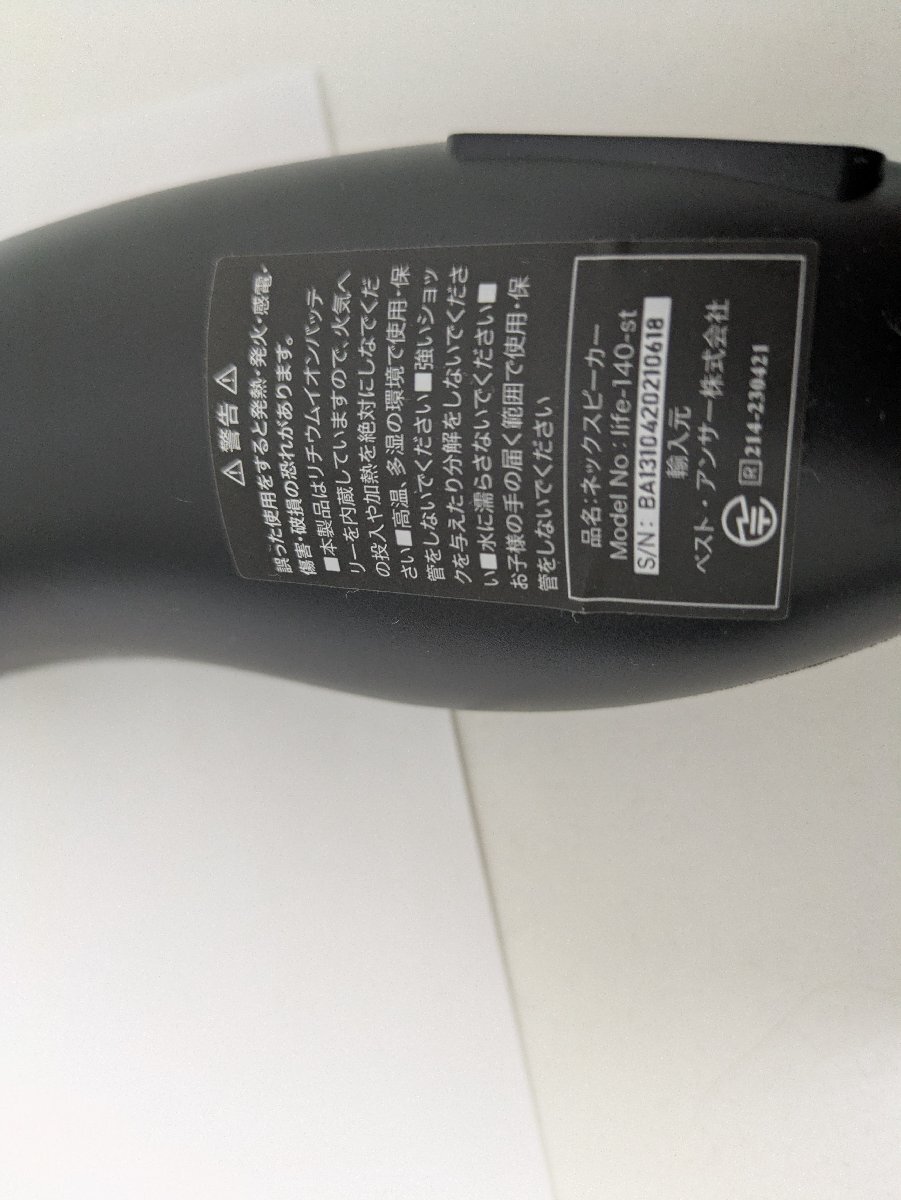 ⚠ 警告 ⚠
誤った使用をすると発熱・発火・感電・
傷害・破損の恐れがあります。
■本製品はリチウムイオンバッテ
リーを内蔵していますので、火気へ
の投入や加熱を絶対にしなでくだ
さい■高温、多湿の環境で使用・保
管をしないでください■強いショッ
クを与えたり分解をしないでくださ
い■水に濡らさないでください■
お子様の手の届く範囲で使用・保
管をしないでください
品名:ネックスピーカー
Model No : life-140-st
S/N: BA1310420210618
輸入元
ベスト・アンサー株式会社
R 214-230421